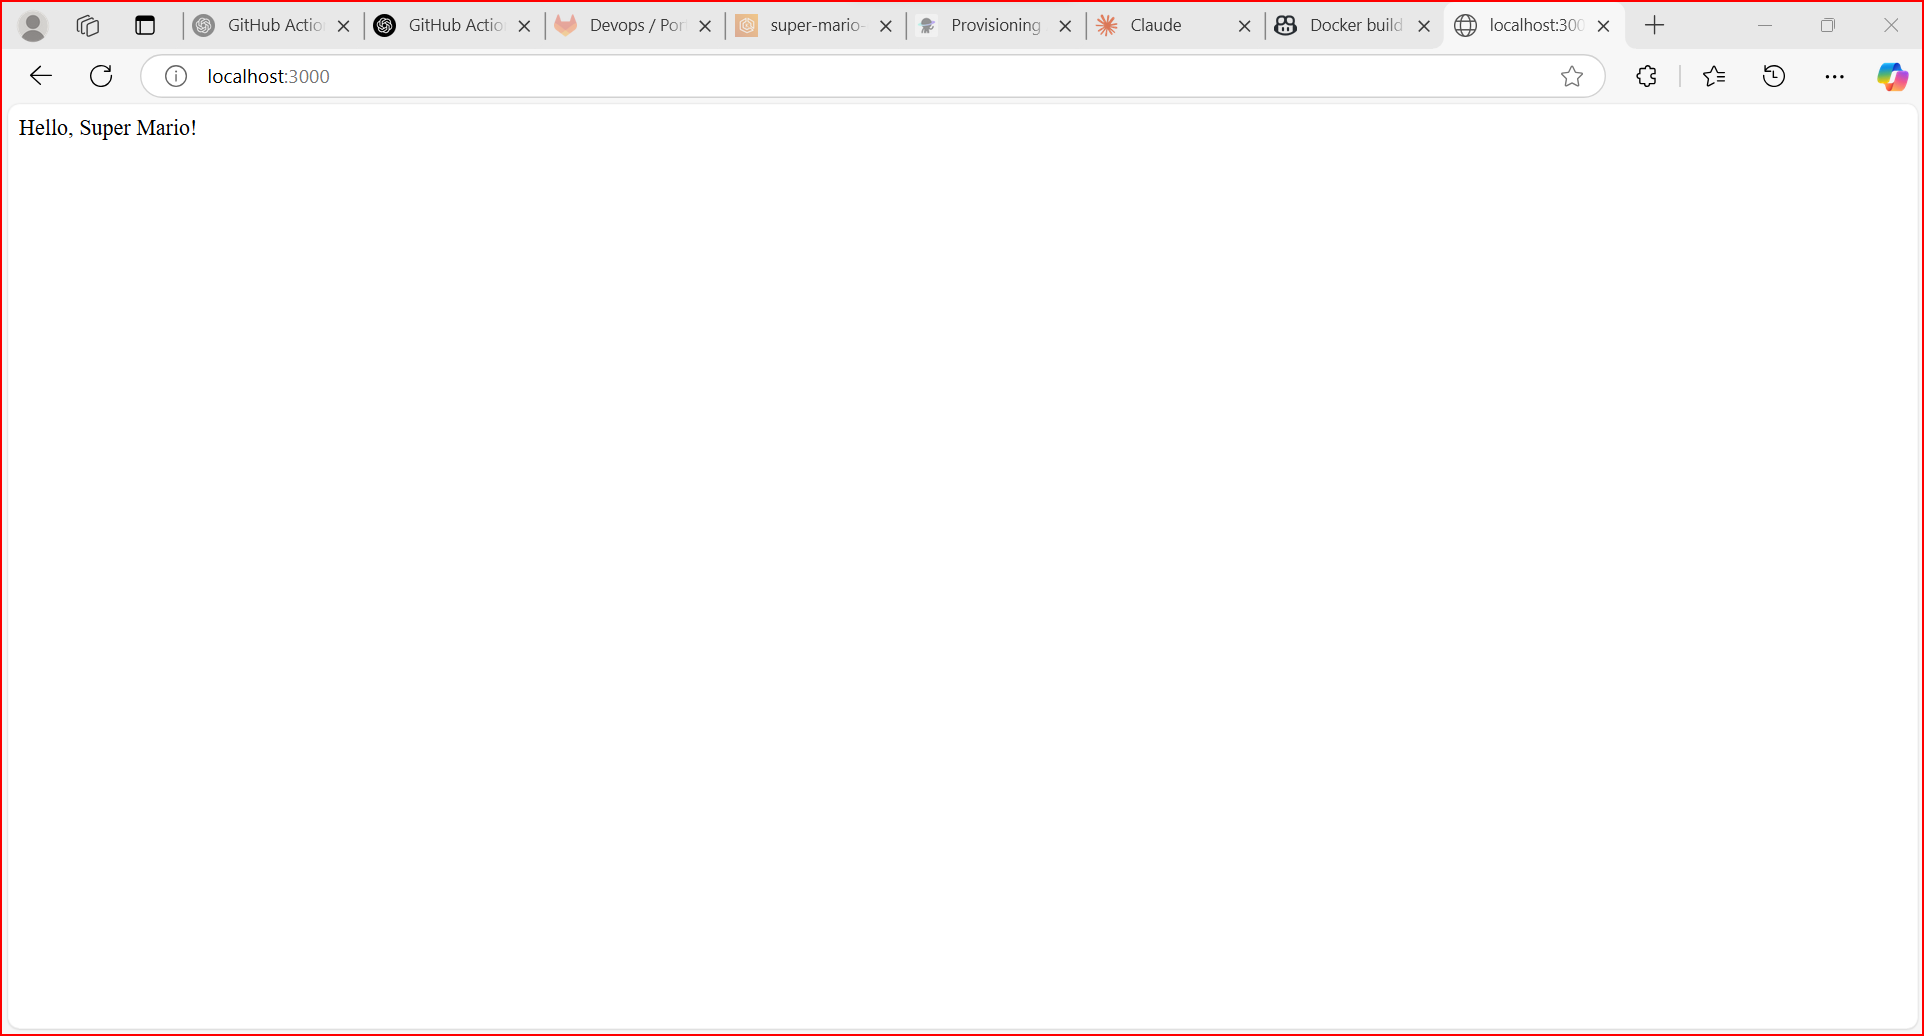 GitHub Actio
GitHub Actio
Devops / Por
super-mario-
Provisioning
Claude
Docker build
localhost:300
localhost:3000
Hello, Super Mario!